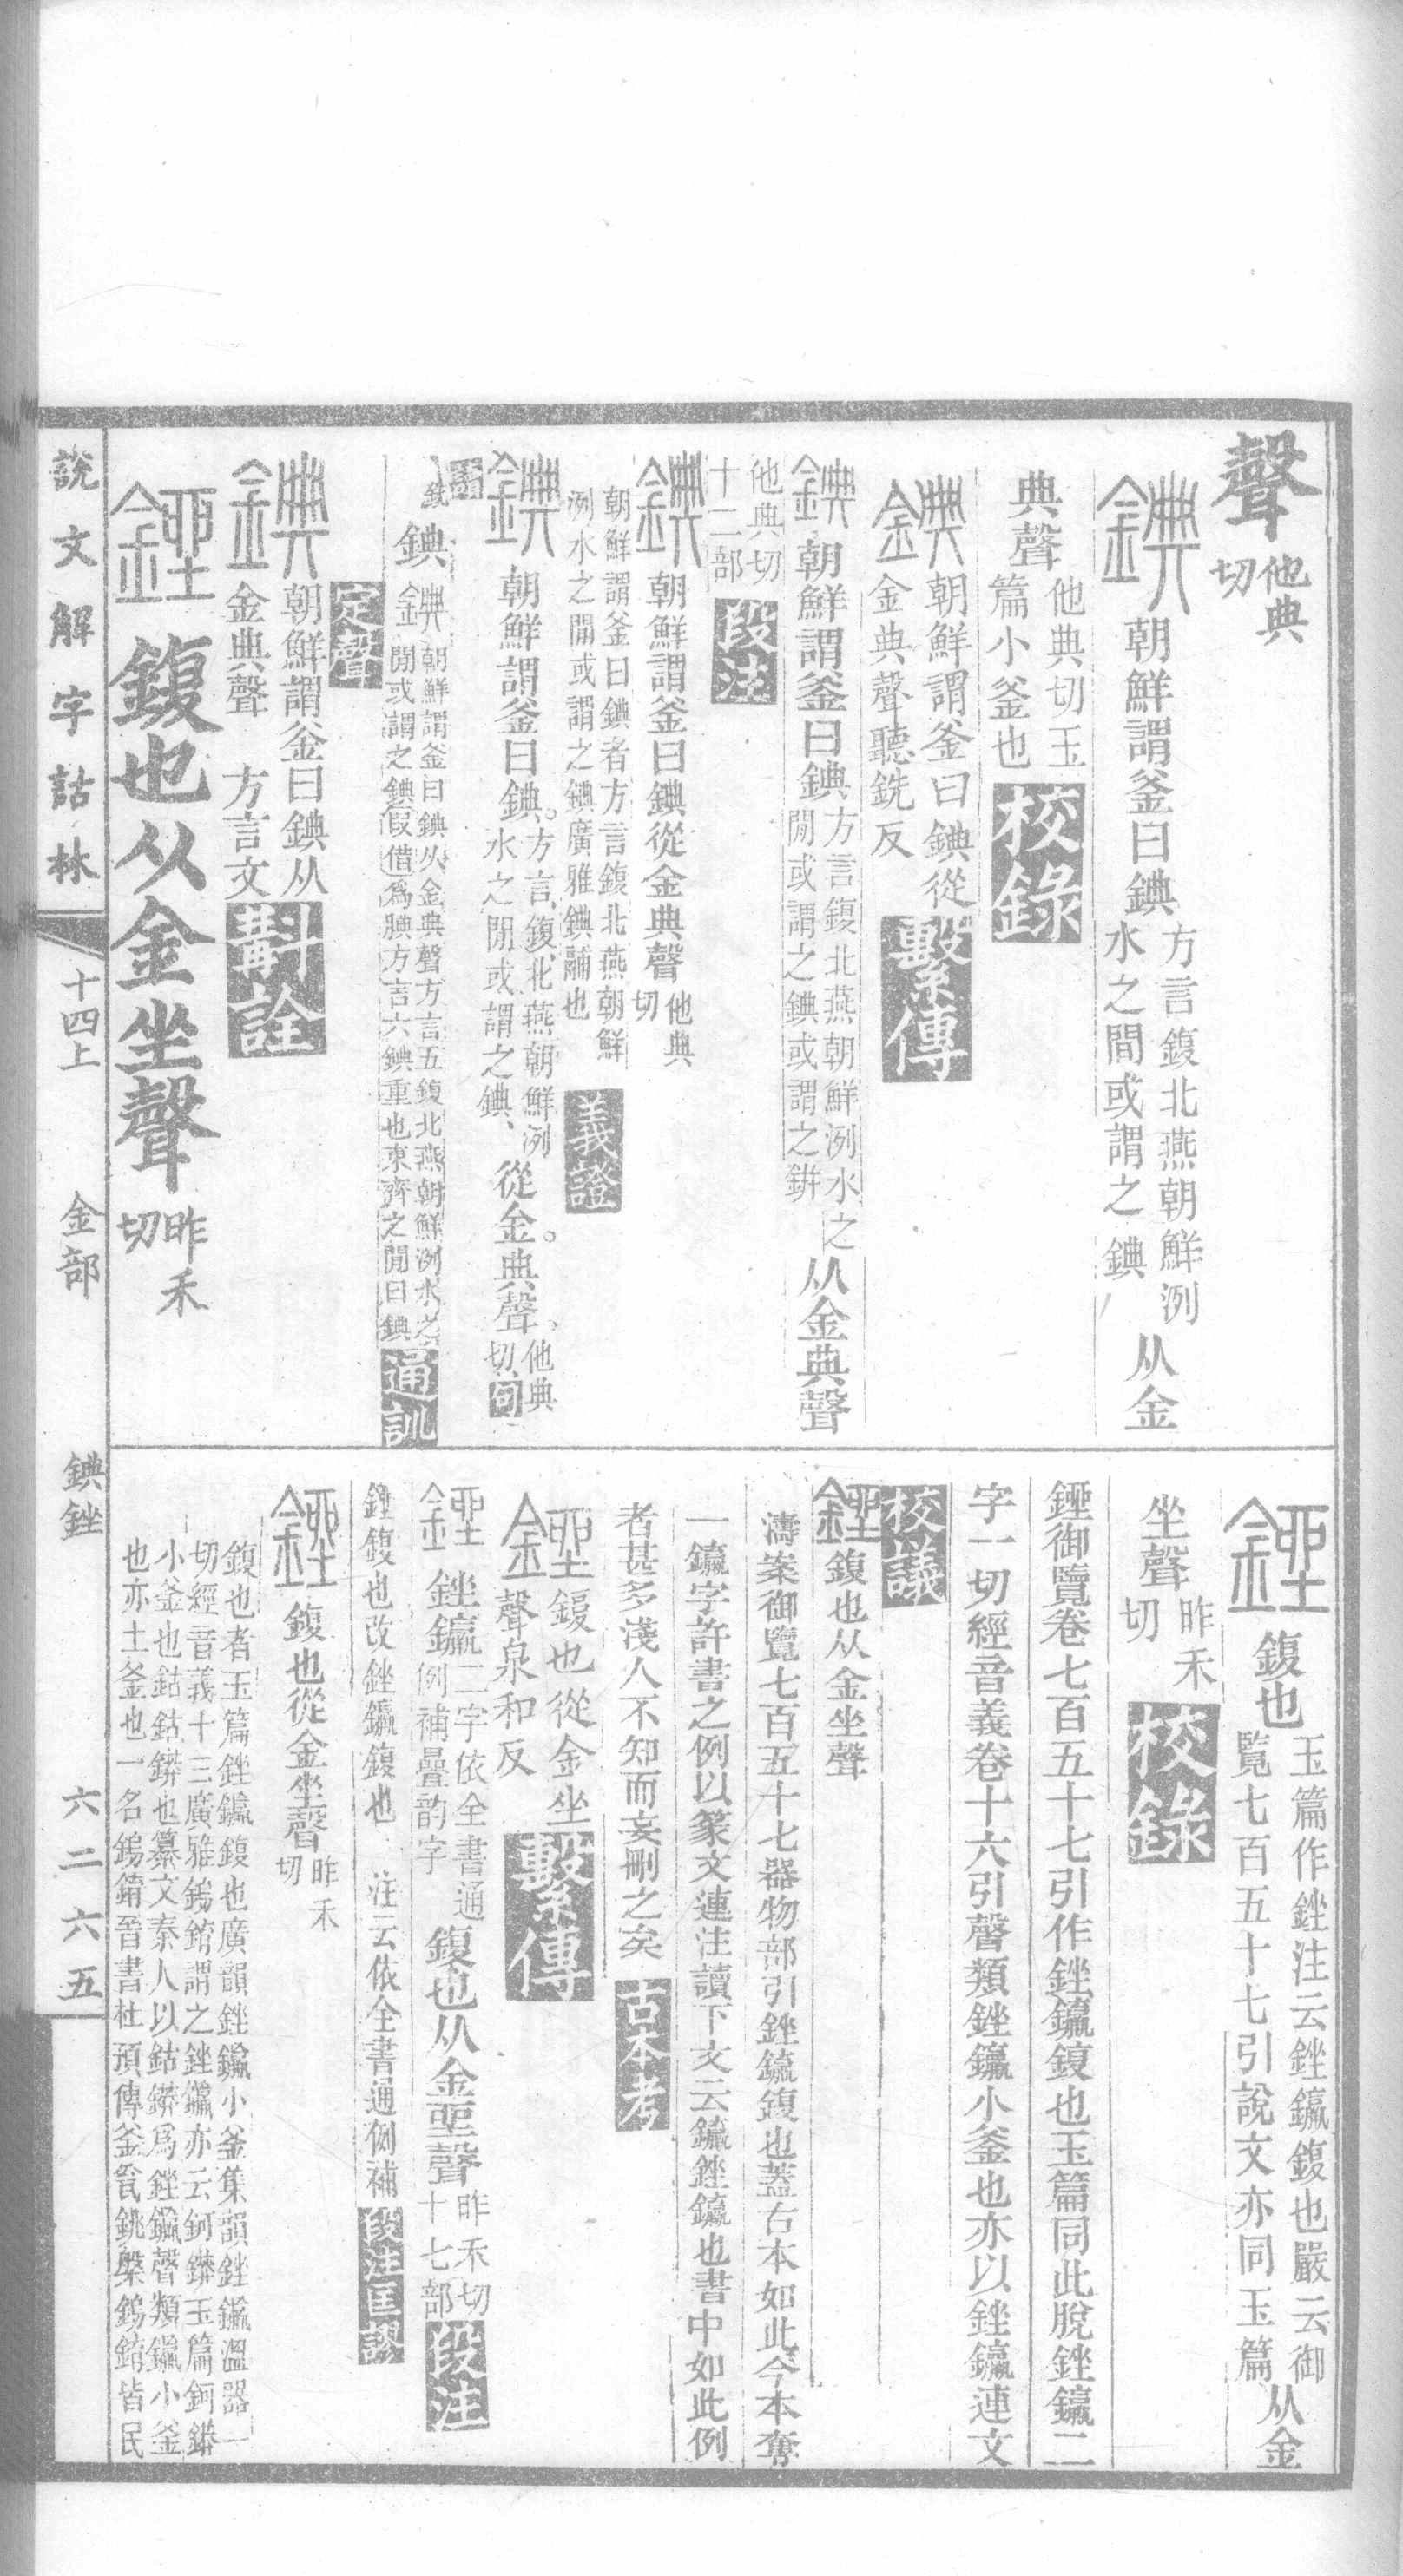 聲他典切
錪朝鮮謂釜曰錪方言鍑北燕朝鮮洌水之間或謂之錪从金
典聲他典切玉篇小釜也校錄
錪朝鮮謂釜曰錪從金典聲聽銑反繫傳
錪朝鮮謂釜曰錪方言鍑北燕朝鮮洌水之閒或謂之錪或謂之鉼从金典聲
他典切十二部段注
錪朝鮮謂釜曰錪從金典聲他典切
朝鮮謂釜曰錪者方言鍑北燕朝鮮洌水之閒或謂之錪廣雅錪鬴也義證
錪朝鮮謂釜曰錪。方言、鍑、北燕朝鮮洌水之閒或謂之錪、從金典聲。他典切、句
錪錪朝鮮謂釜曰錪从金典聲方言五鍑北燕朝鮮洌水之閒或謂之錪假借爲腆方言六錪重也東齊之閒曰錪通訓
定聲
錪朝鮮謂釜曰錪从金典聲 方言文斠詮
銼鍑也从金坐聲昨禾切
銼鍑也玉篇作銼注云銼鑹鍑也嚴云御覽七百五十七引說文亦同玉篇从金
坐聲昨禾切校錄
銼御覽卷七百五十七引作銼鑹鍑也玉篇同此脫銼鑹二
字一切經音義卷十六引聲類銼鑹小釜也亦以銼鑹連文
校議
銼鍑也从金坐聲
濤案御覽七百五十七器物部引銼鑹鍑也蓋古本如此今本奪
一鑹字許書之例以篆文連注讀下文云鑹銼鑹也書中如此例
者甚多淺人不知而妄刪之矣古本考
銼鍑也從金坐聲泉和反繫傳
銼銼鑹二字依全書通例補曡韵字鍑也从金坐聲昨禾切十七部段注
銼鍑也改銼鑹鍑也 注云依全書通例補段注匡謬
銼鍑也從金坐聲昨禾切
鍑也者玉篇銼鑹鍑也廣韻銼鑹小釜集韻銼鑹溫器一
切經音義十三廣雅鎢錥謂之銼鑹亦云鈳鏻玉篇鈳鏻
小釜也鈷鈷鏻也纂文秦人以鈷鏻爲銼鑹聲類鑹小釜
也亦土釜也一名鎢錥晉書杜預傳釜瓮銚槃鎢錥皆民
說文解字詁林 十四上 金部 錪銼 六二六五